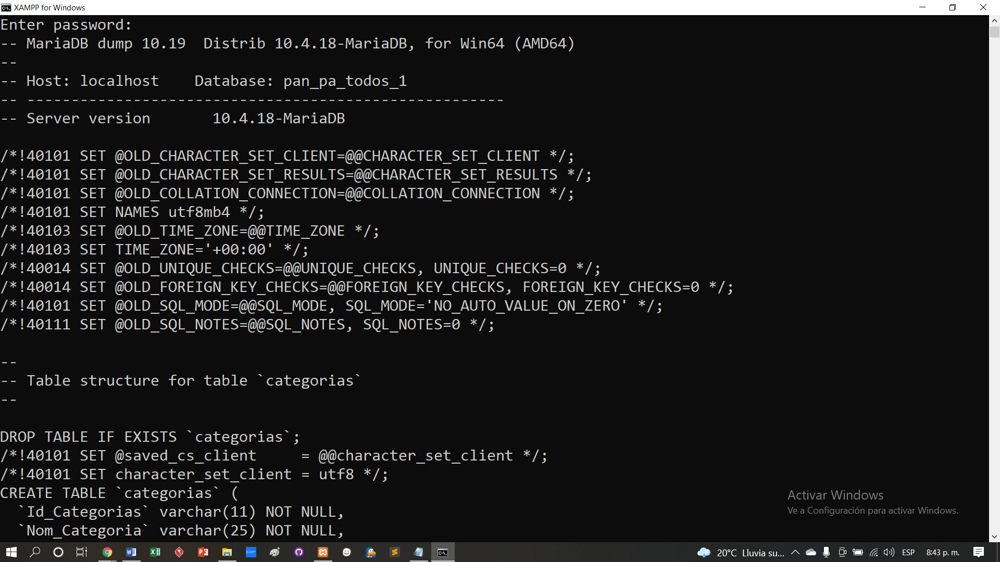 XAMPP for Windows
Enter password:
-- MariaDB dump 10.19  Distrib 10.4.18-MariaDB, for Win64 (AMD64)
--
-- Host: localhost    Database: pan_pa_todos_1
-- ------------------------------------------------------
-- Server version       10.4.18-MariaDB
/*!40101 SET @OLD_CHARACTER_SET_CLIENT=@@CHARACTER_SET_CLIENT */;
/*!40101 SET @OLD_CHARACTER_SET_RESULTS=@@CHARACTER_SET_RESULTS */;
/*!40101 SET @OLD_COLLATION_CONNECTION=@@COLLATION_CONNECTION */;
/*!40101 SET NAMES utf8mb4 */;
/*!40103 SET @OLD_TIME_ZONE=@@TIME_ZONE */;
/*!40103 SET TIME_ZONE='+00:00' */;
/*!40014 SET @OLD_UNIQUE_CHECKS=@@UNIQUE_CHECKS, UNIQUE_CHECKS=0 */;
/*!40014 SET @OLD_FOREIGN_KEY_CHECKS=@@FOREIGN_KEY_CHECKS, FOREIGN_KEY_CHECKS=0 */;
/*!40101 SET @OLD_SQL_MODE=@@SQL_MODE, SQL_MODE='NO_AUTO_VALUE_ON_ZERO' */;
/*!40111 SET @OLD_SQL_NOTES=@@SQL_NOTES, SQL_NOTES=0 */;
--
-- Table structure for table `categorias`
--
DROP TABLE IF EXISTS `categorias`;
/*!40101 SET @saved_cs_client     = @@character_set_client */;
/*!40101 SET character_set_client = utf8 */;
CREATE TABLE `categorias` (
  `Id_Categorias` varchar(11) NOT NULL,
  `Nom_Categoria` varchar(25) NOT NULL,
Activar Windows
Ve a Configuración para activar Windows.
20°C Lluvia su... ESP 8:43 p. m.